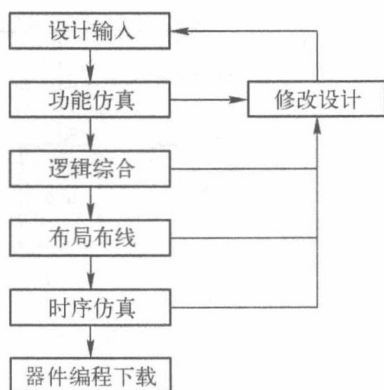 设计输入
功能仿真
修改设计
逻辑综合
布局布线
时序仿真
器件编程下载